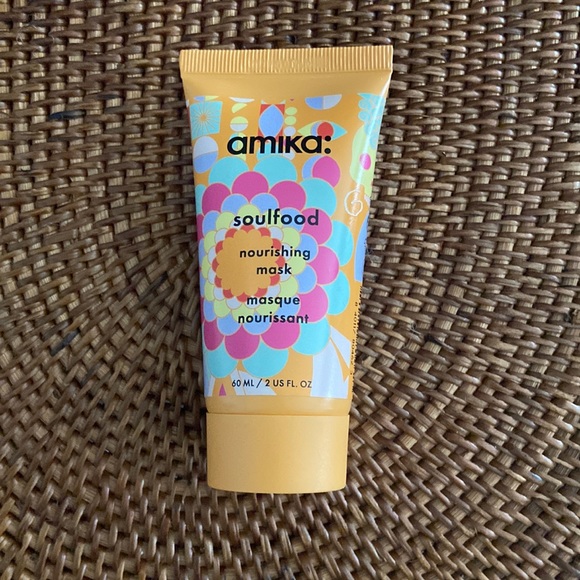 amika:
soulfood
nourishing
mask
masque
nourissant
60 ML / 2 US FL. OZ